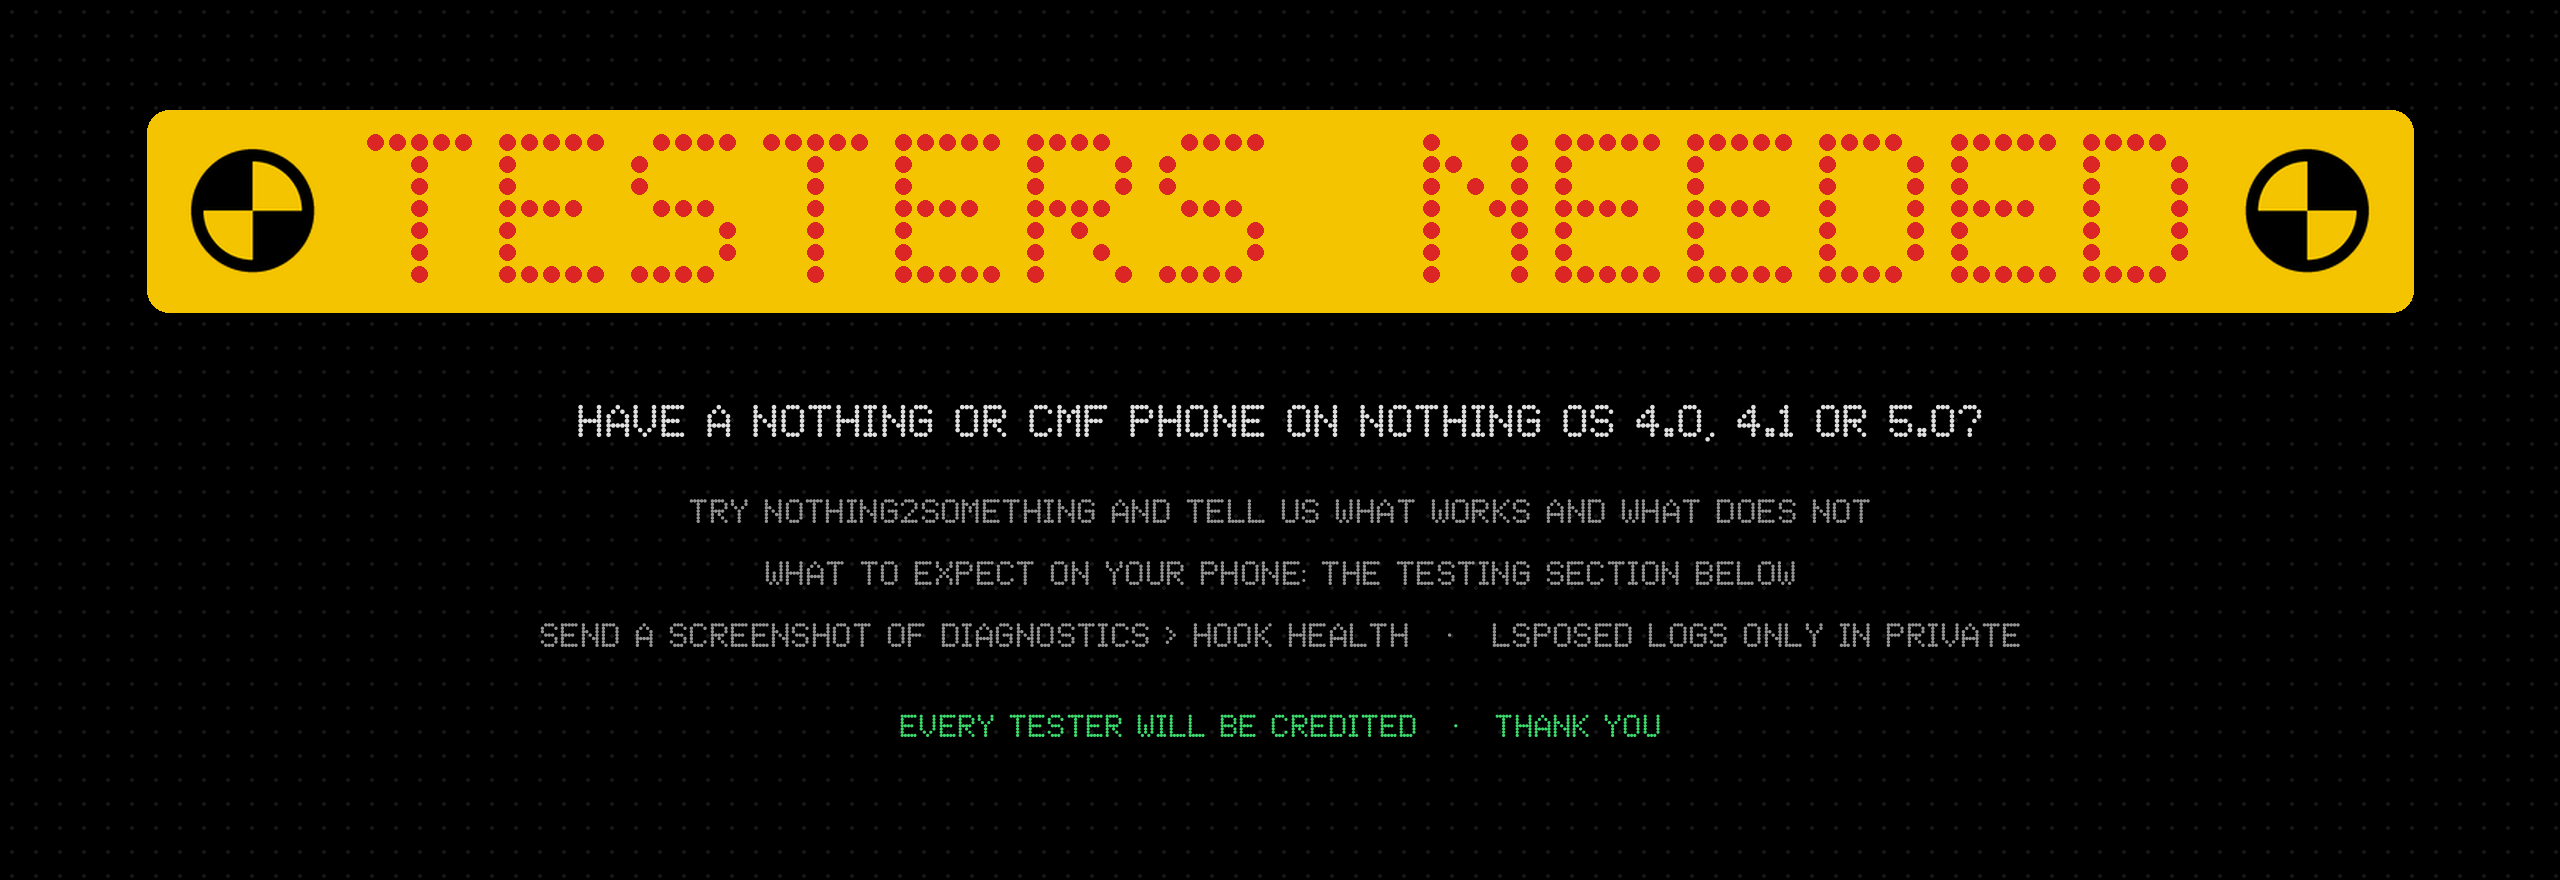 TESTERS NEEDED
HAVE A NOTHING OR CMF PHONE ON NOTHING OS 4.0, 4.1 OR 5.0?
TRY NOTHING2SOMETHING AND TELL US WHAT WORKS AND WHAT DOES NOT
WHAT TO EXPECT ON YOUR PHONE: THE TESTING SECTION BELOW
SEND A SCREENSHOT OF DIAGNOSTICS > HOOK HEALTH · LSPOSED LOGS ONLY IN PRIVATE
EVERY TESTER WILL BE CREDITED · THANK YOU